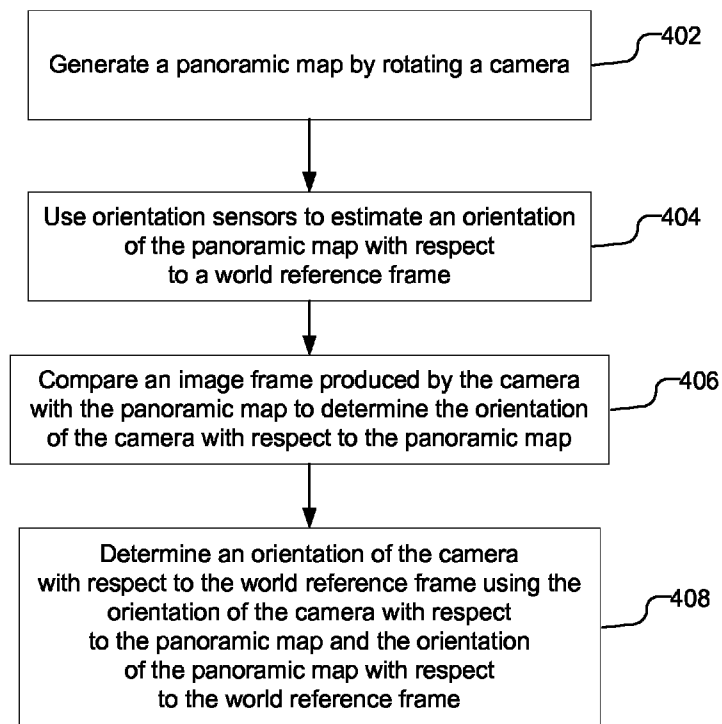 Generate a panoramic map by rotating a camera
402
Use orientation sensors to estimate an orientation
of the panoramic map with respect
to a world reference frame
404
Compare an image frame produced by the camera
with the panoramic map to determine the orientation
of the camera with respect to the panoramic map
406
Determine an orientation of the camera
with respect to the world reference frame using the
orientation of the camera with respect
to the panoramic map and the orientation
of the panoramic map with respect
to the world reference frame
408